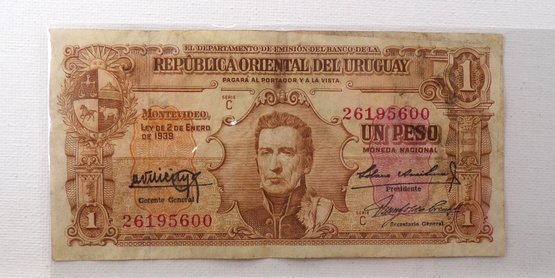 EL DEPARTAMENTO DE EMISIÓN DEL BANCO DE LA
REPÚBLICA ORIENTAL DEL URUGUAY
PAGARÁ AL PORTADOR Y A LA VISTA
1
SERIE
C
26195600
MONTEVIDEO
LEY DE 2 DE ENERO
DE 1939
UN PESO
MONEDA NACIONAL
Gerente General
Presidente
1
26195600
SERIE
C
Secretario General
1